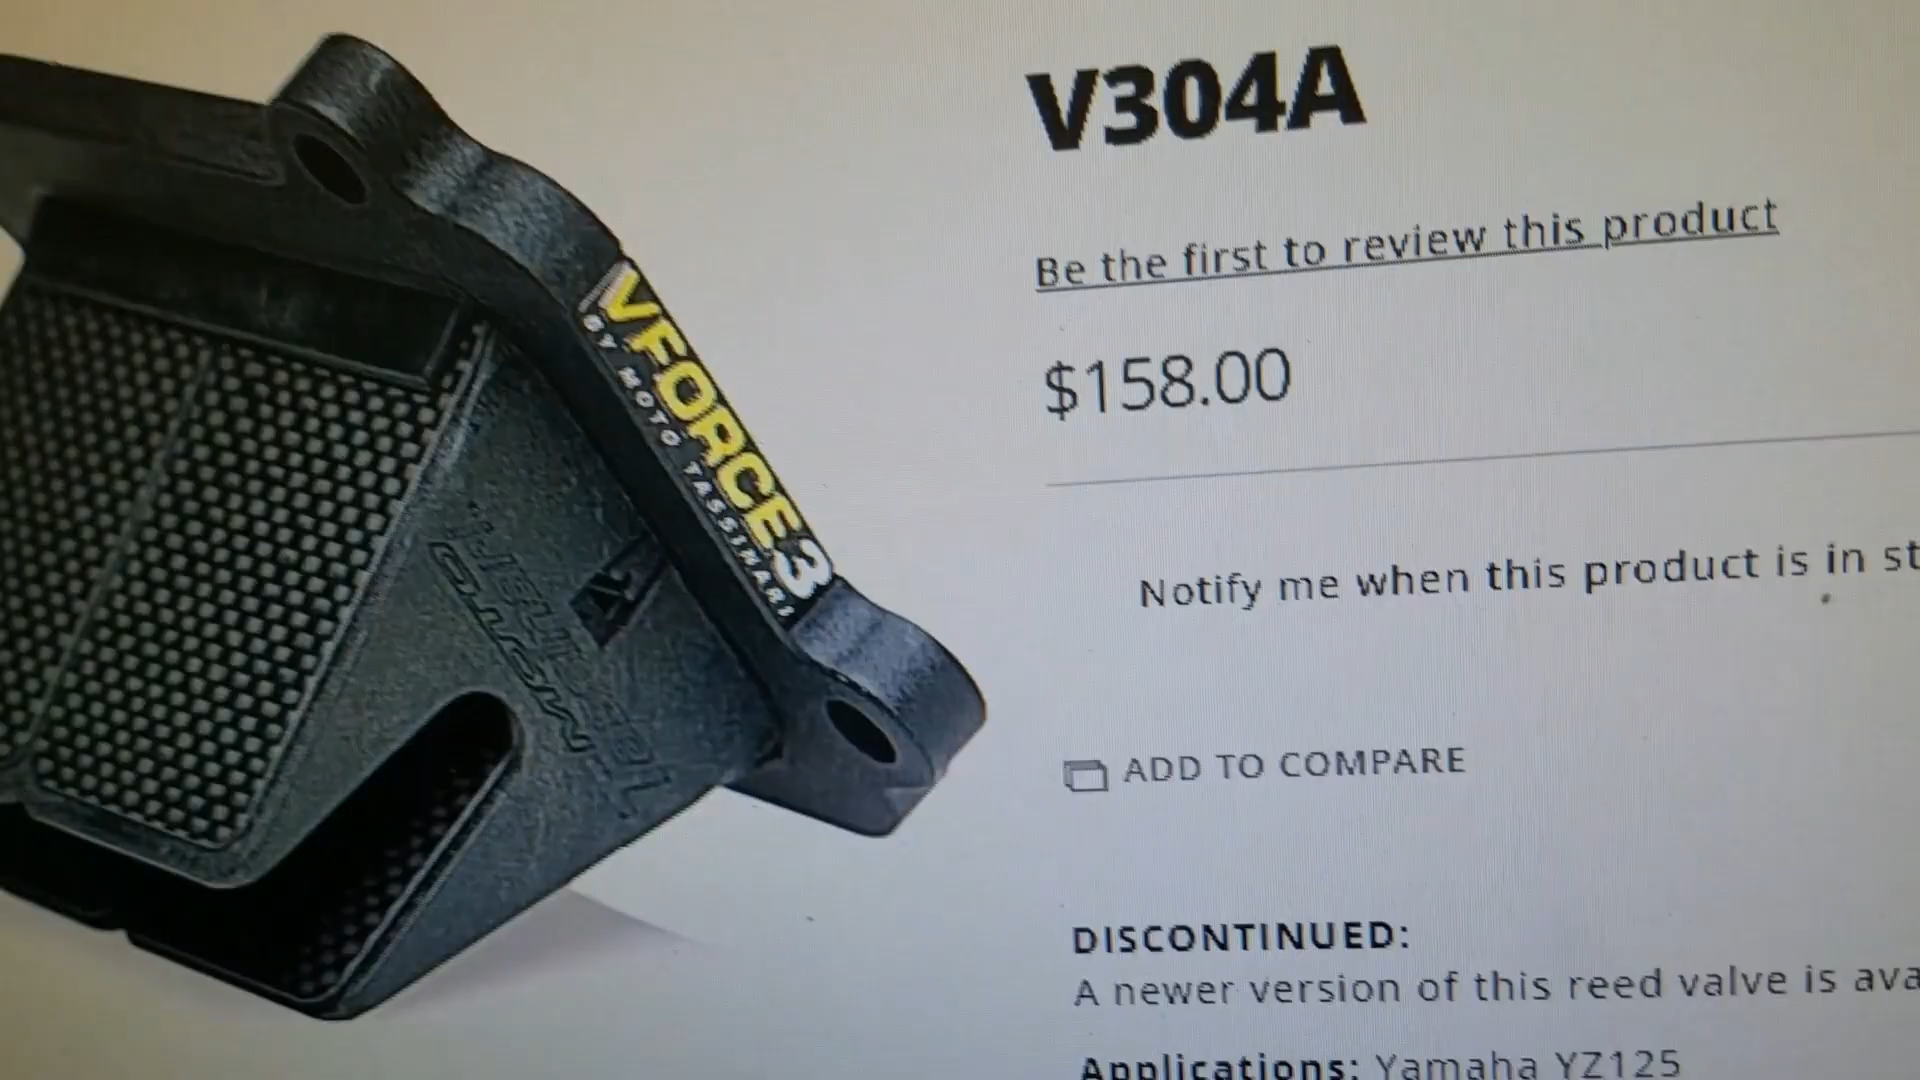 V304A
Be the first to review this product
$158.00
VFORCE3
BY MOTO TASSINARI
Notify me when this product is in st
ADD TO COMPARE
DISCONTINUED:
A newer version of this reed valve is ava
Applications: Yamaha YZ125